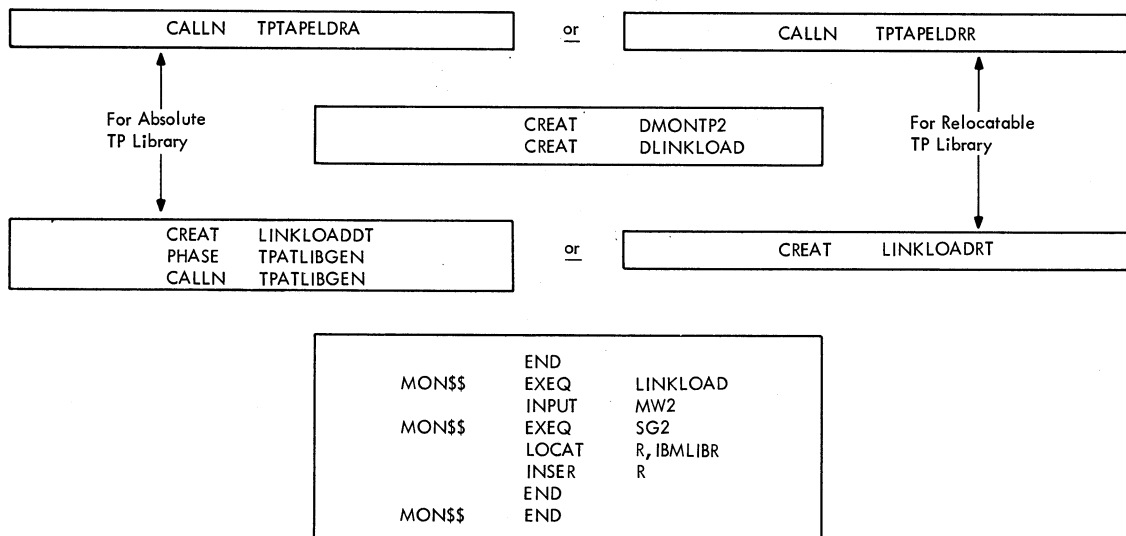 CALLN TPTAPELDRA
or
CALLN TPTAPELDRR
For Absolute
TP Library
CREAT DMONTP2
CREAT DLINKLOAD
For Relocatable
TP Library
CREAT LINKLOADDT
PHASE TPATLIBGEN
CALLN TPATLIBGEN
or
CREAT LINKLOADRT
END
MON$$ EXEQ LINKLOAD
INPUT MW2
MON$$ EXEQ SG2
LOCAT R,IBMLIBR
INSER R
END
MON$$ END